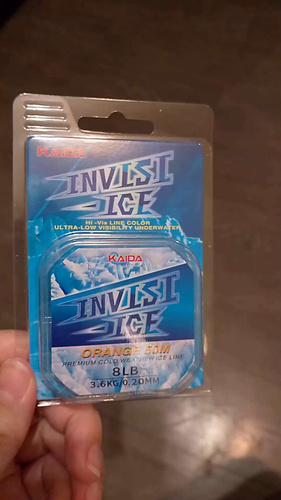 KAIDA
INVISI
ICE
Hi-Vis LINE COLOR
ULTRA-LOW VISIBILITY UNDERWATER
KAIDA
INVISI
ICE
ORANGE 50M
PREMIUM COLD WEATHER ICE LINE
8LB
3.6KG/0.20MM